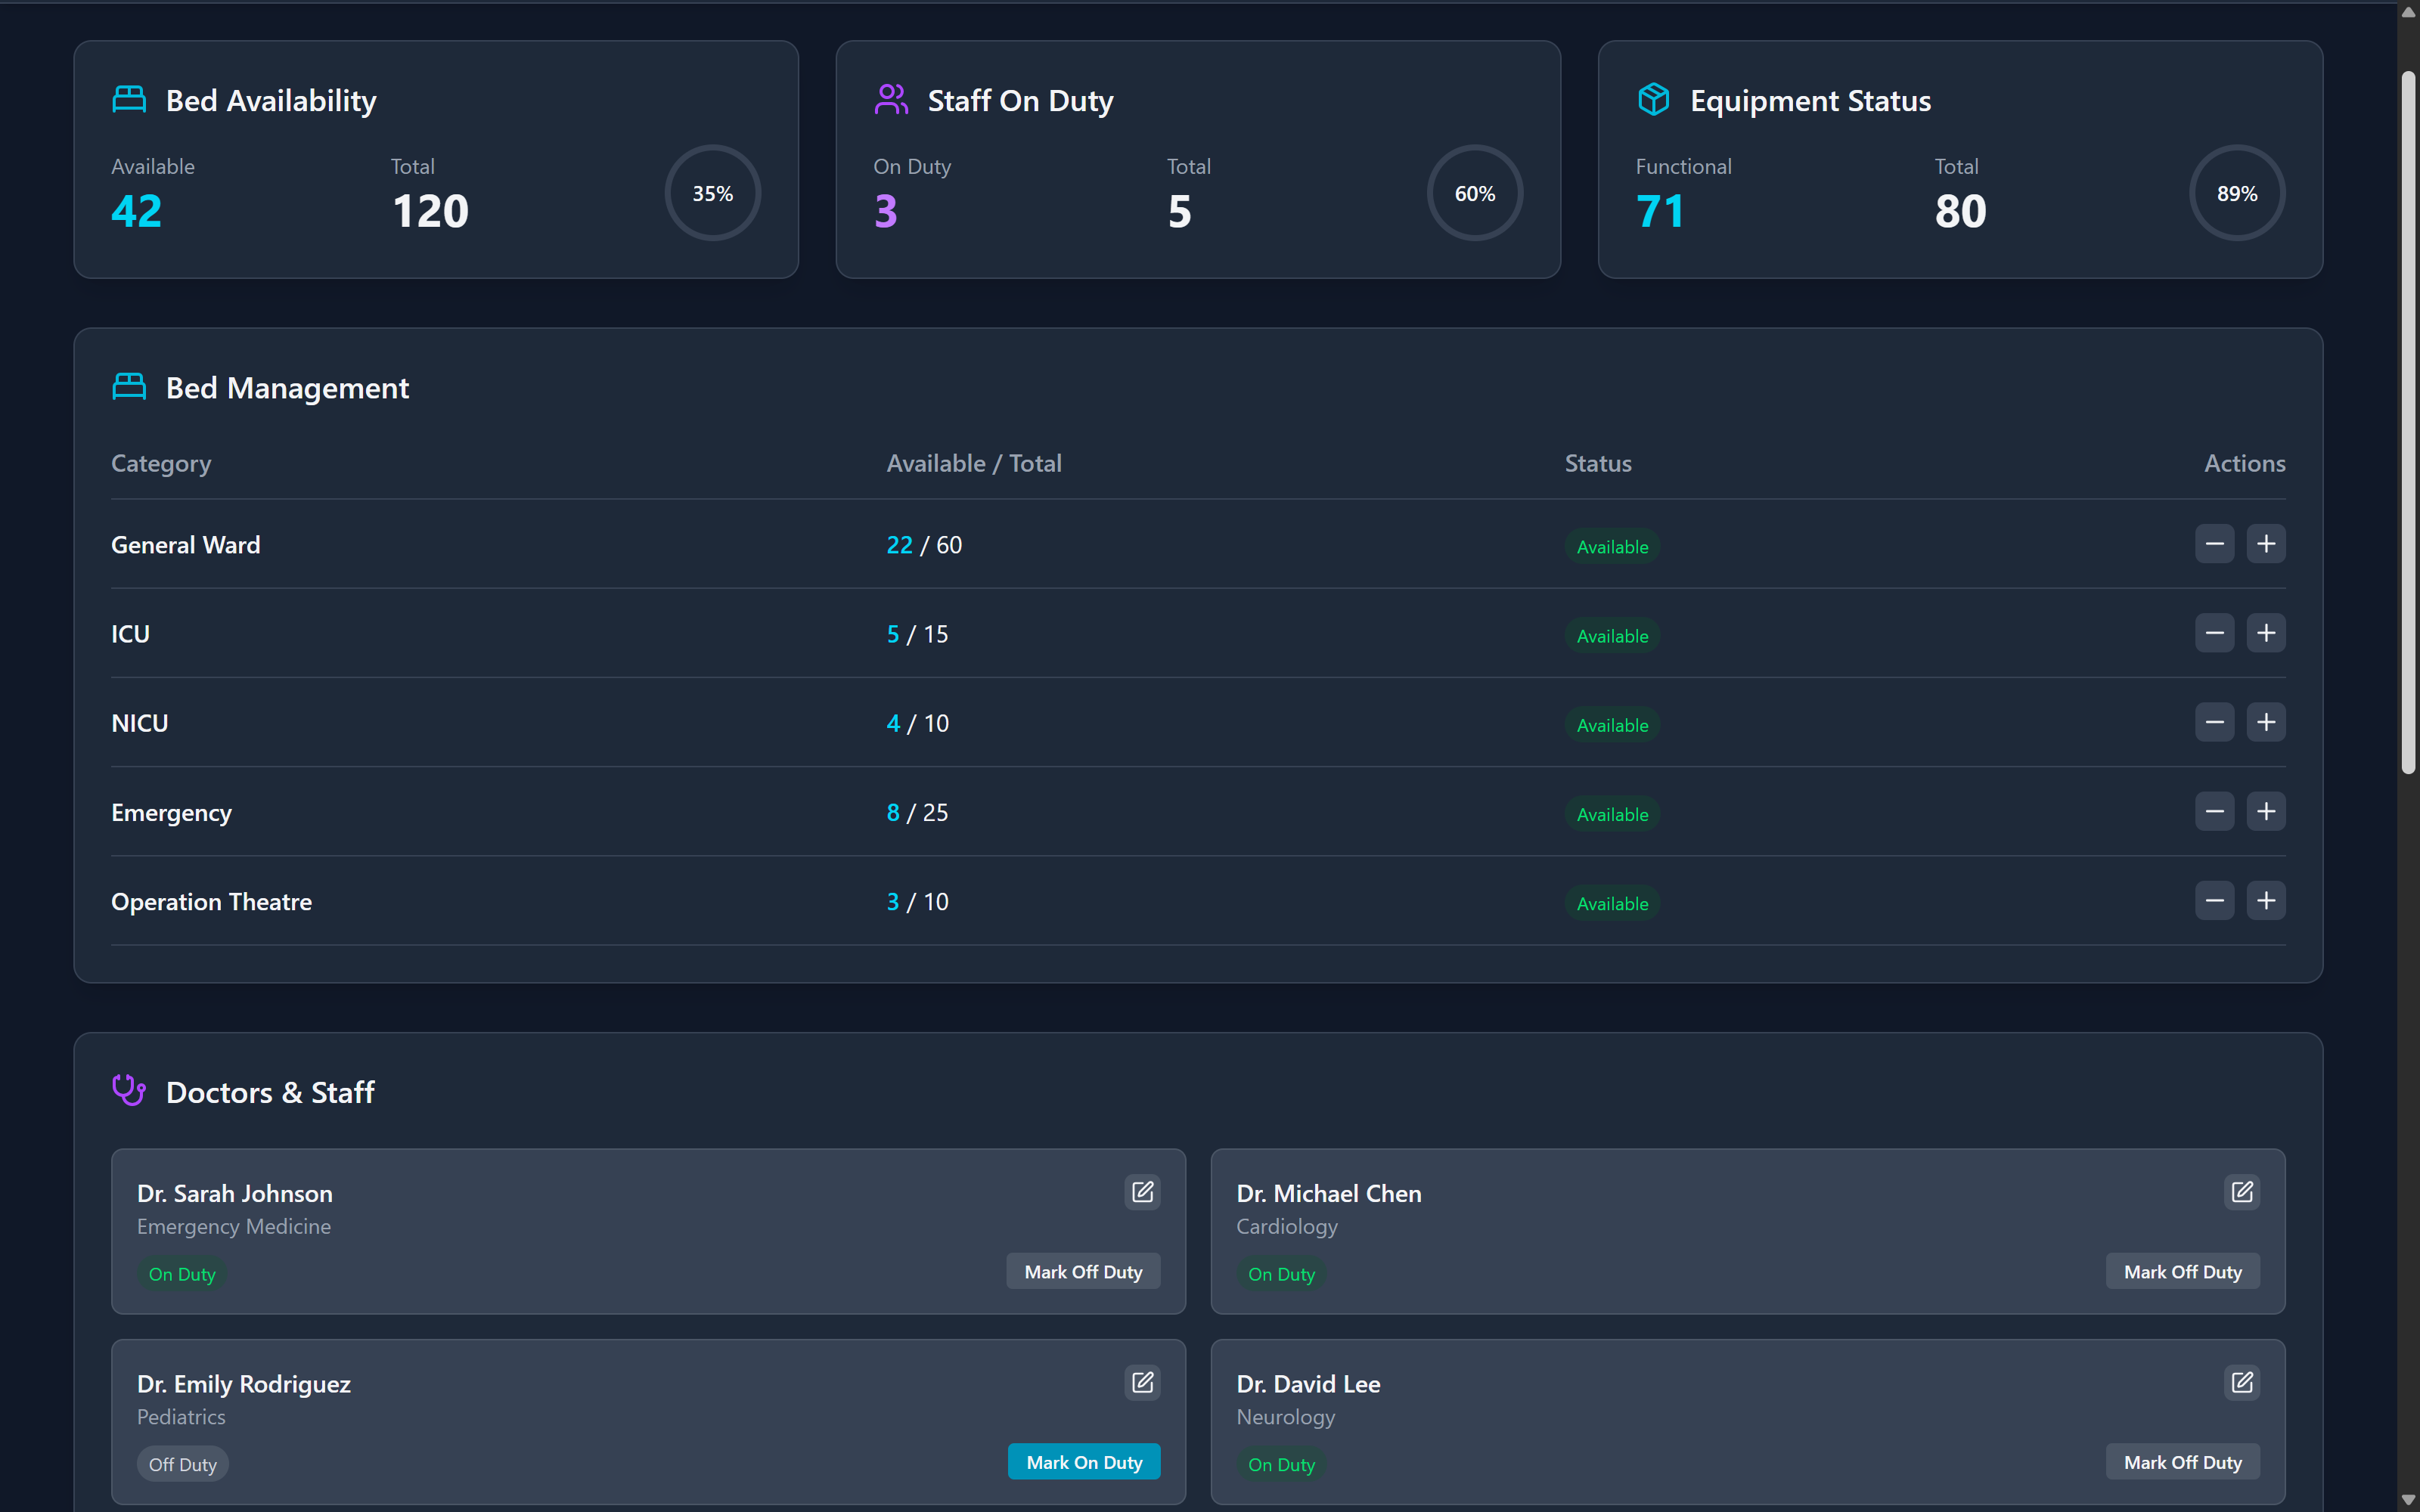 Bed Availability
Available
Total
42
120
35%
Staff On Duty
On Duty
Total
3
5
60%
Equipment Status
Functional
Total
71
80
89%
Bed Management
Category Available / Total Status Actions
General Ward 22 / 60 Available
ICU 5 / 15 Available
NICU 4 / 10 Available
Emergency 8 / 25 Available
Operation Theatre 3 / 10 Available
Doctors & Staff
Dr. Sarah Johnson
Emergency Medicine
On Duty
Mark Off Duty
Dr. Michael Chen
Cardiology
On Duty
Mark Off Duty
Dr. Emily Rodriguez
Pediatrics
Off Duty
Mark On Duty
Dr. David Lee
Neurology
On Duty
Mark Off Duty